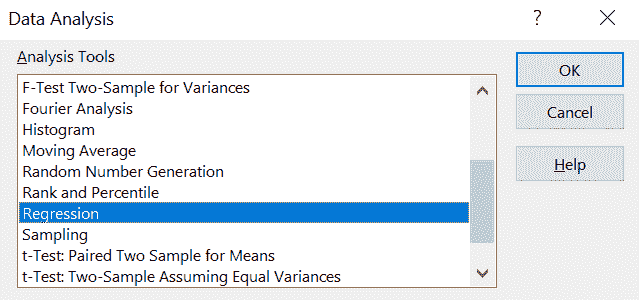 Data Analysis
?
Analysis Tools
F-Test Two-Sample for Variances
Fourier Analysis
Histogram
Moving Average
Random Number Generation
Rank and Percentile
Regression
Sampling
t-Test: Paired Two Sample for Means
t-Test: Two-Sample Assuming Equal Variances
OK
Cancel
Help